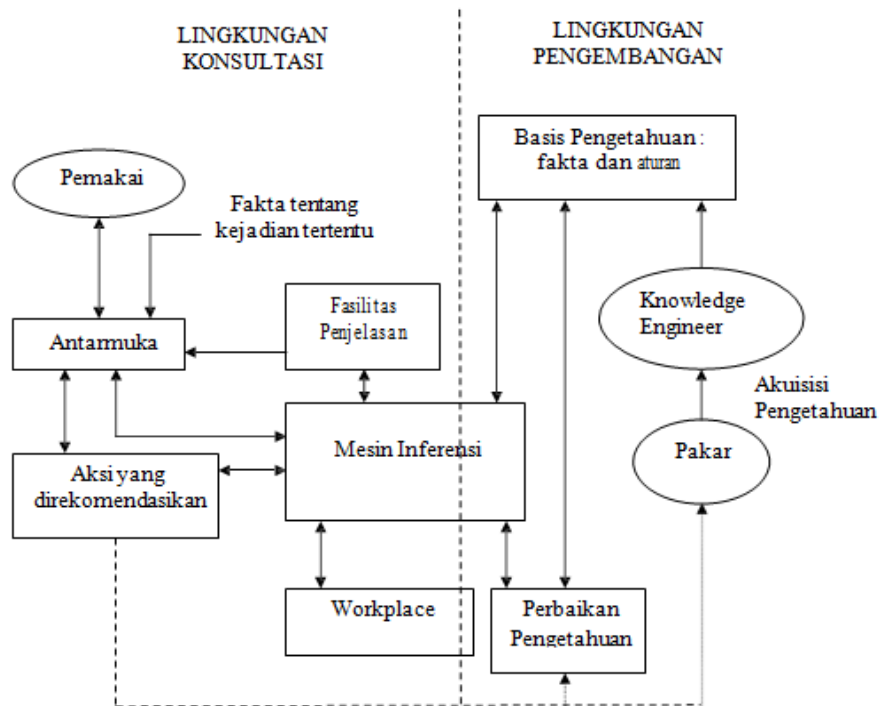 LINGKUNGAN
KONSULTASI
LINGKUNGAN
PENGEMBANGAN
Basis Pengetahuan :
fakta dan aturan
Pemakai
Fakta tentang
kejadian tertentu
Fasilitas
Penjelasan
Knowledge
Engineer
Antarmuka
Akuisisi
Pengetahuan
Mesin Inferensi
Pakar
Aksi yang
direkomendasikan
Workplace
Perbaikan
Pengetahuan